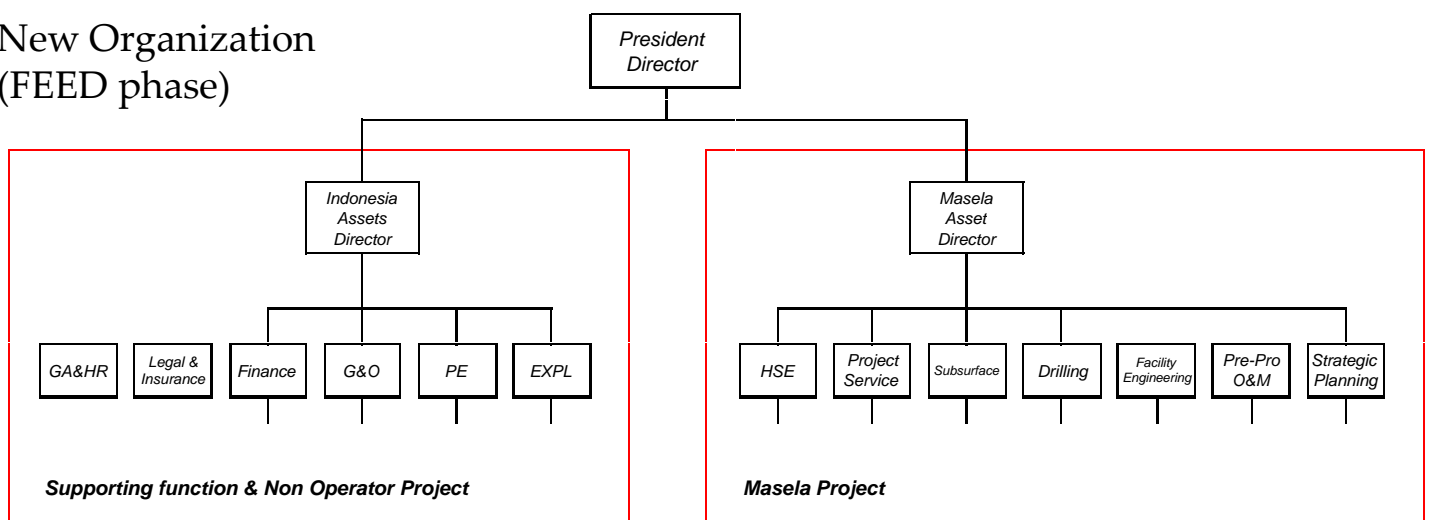 New Organization
(FEED phase)
President
Director
Indonesia
Assets
Director
Masela
Asset
Director
GA&HR
Legal &
Insurance
Finance
G&O
PE
EXPL
HSE
Project
Service
Subsurface
Drilling
Facility
Engineering
Pre-Pro
O&M
Strategic
Planning
Supporting function & Non Operator Project
Masela Project